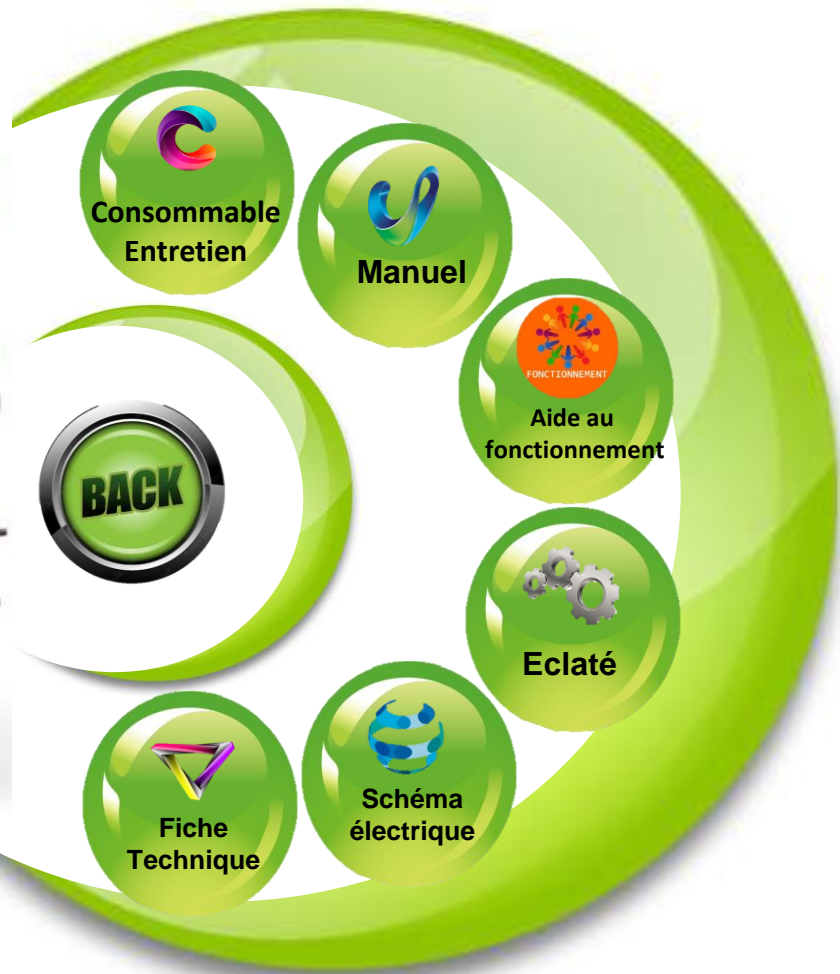 Consommable
Entretien
Manuel
FONCTIONNEMENT
Aide au
fonctionnement
BACK
Eclaté
Schéma
électrique
Fiche
Technique